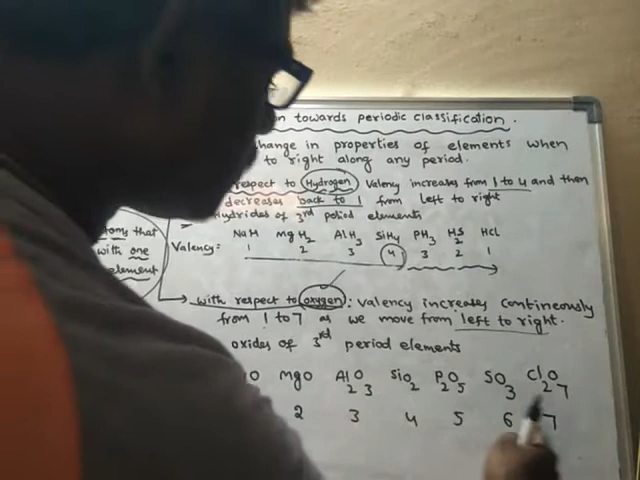 n towards periodic classification.
change in properties of elements when
to right along any period.
respect to Hydrogen Valency increases from 1 to 4 and then
decreases back to 1 from left to right
Hydrides of 3rd period elements
NaH MgH2 AlH3 SiH4 PH3 H2S HCl
Valency: 1 2 3 4 3 2 1
atoms that
with one
element
with respect to oxygen: Valency increases contineously
from 1 to 7 as we move from left to right.
oxides of 3rd period elements
O MgO Al2O3 SiO2 P2O5 SO3 Cl2O7
2 3 4 5 6 7